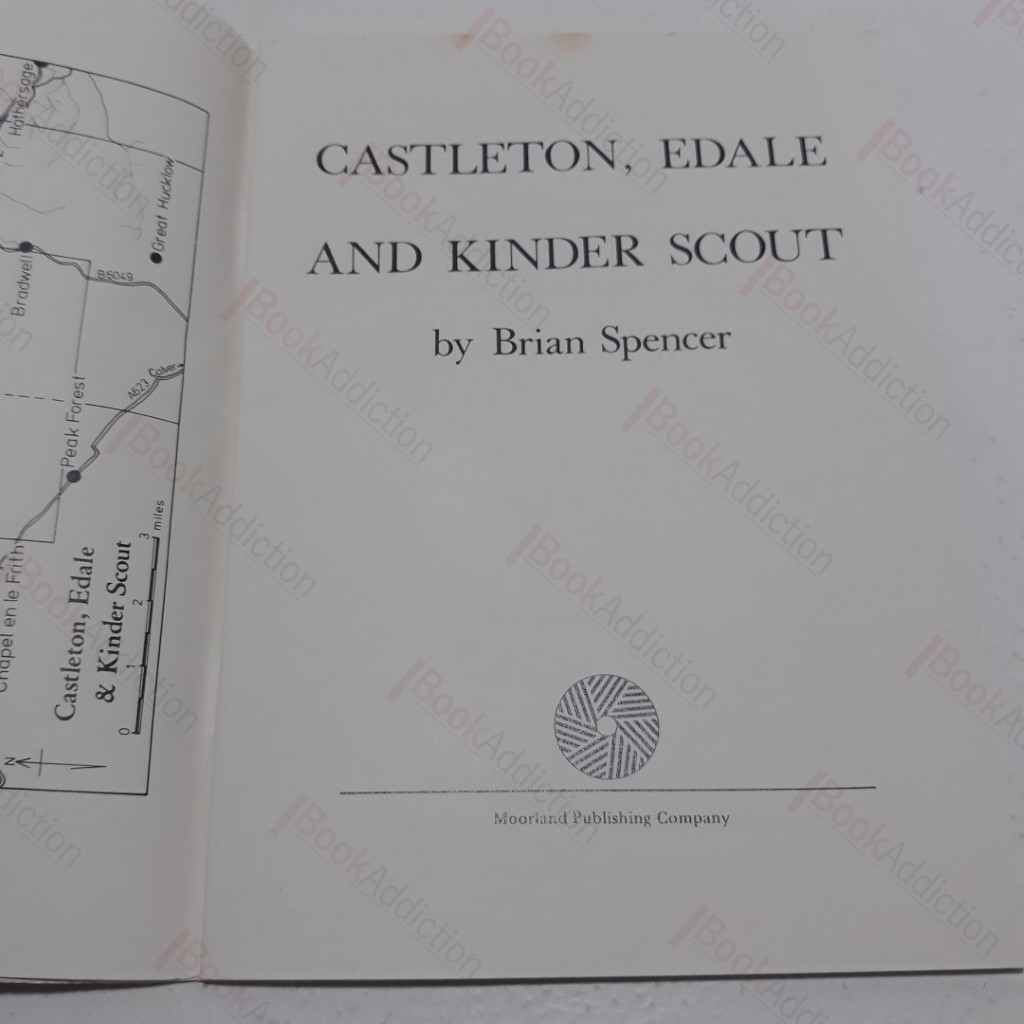 CASTLETON, EDALE
AND KINDER SCOUT
by Brian Spencer
Moorland Publishing Company
Hathersage
Great Hucklow
Bradwell
B6049
A623 Calver
Peak Forest
Chapel en le Frith
Castleton, Edale
& Kinder Scout
0 1 2 3 miles
N
BookAddiction